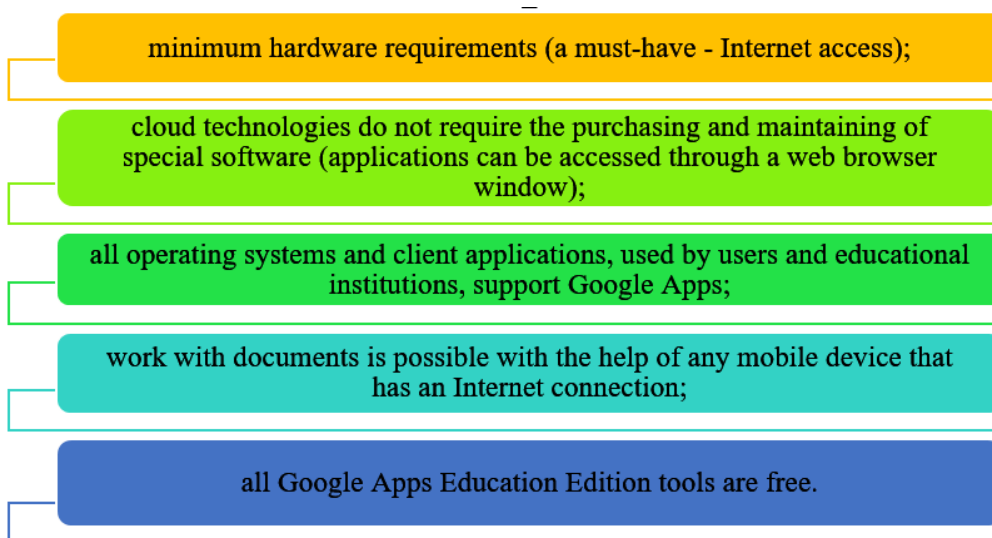 minimum hardware requirements (a must-have - Internet access);
cloud technologies do not require the purchasing and maintaining of
special software (applications can be accessed through a web browser
window);
all operating systems and client applications, used by users and educational
institutions, support Google Apps;
work with documents is possible with the help of any mobile device that
has an Internet connection;
all Google Apps Education Edition tools are free.